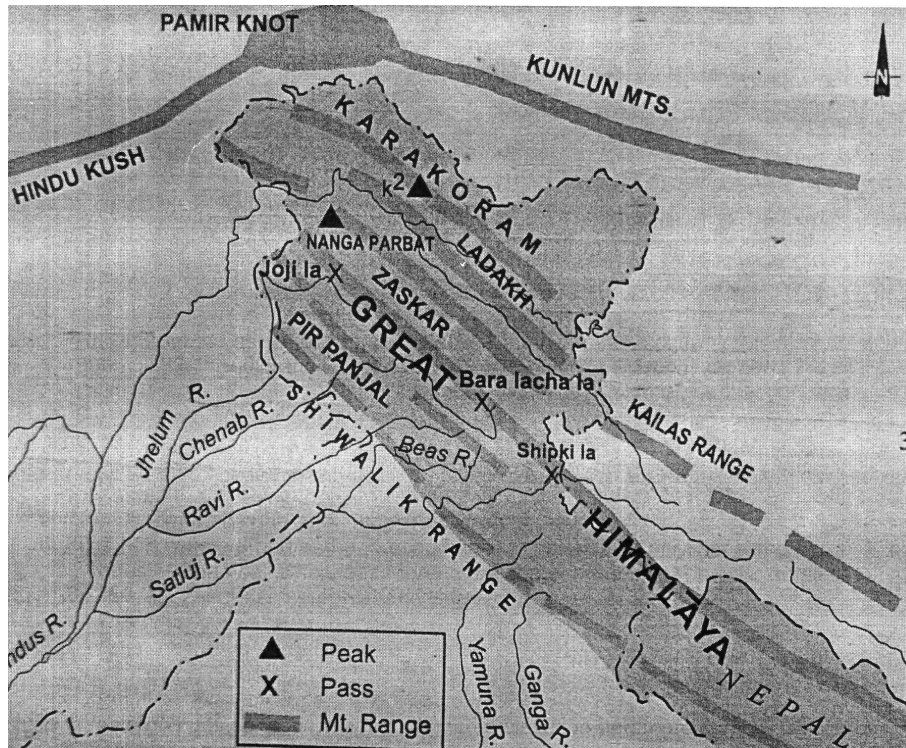 PAMIR KNOT
KUNLUN MTS.
N
HINDU KUSH
KARAKORAM
K²
LADAKH
NANGA PARBAT
Joji la
ZASKAR
GREAT
PIR PANJAL
Bara lacha la
Jhelum R.
Chenab R.
SHIWALIK RANGE
Beas R.
Shipki la
KAILAS RANGE
3
Ravi R.
HIMALAYA
Satluj R.
ndus R.
Yamuna R.
Ganga R.
NEPAL
Peak
X Pass
Mt. Range